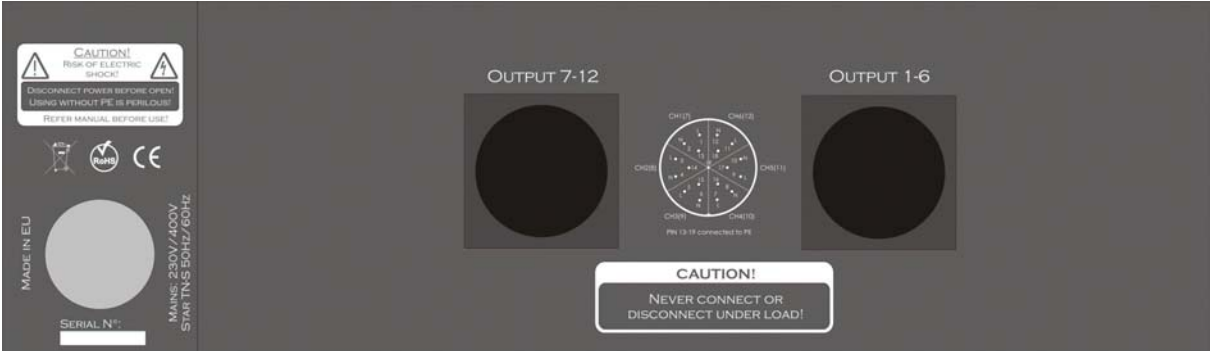 CAUTION!
RISK OF ELECTRIC
SHOCK!
DISCONNECT POWER BEFORE OPEN!
USING WITHOUT PE IS PERILOUS!
REFER MANUAL BEFORE USE!
RoHS
CE
MADE IN EU
MAINS: 230V/400V
STAR TN-S 50Hz/60Hz
SERIAL N°:
OUTPUT 7-12
CH1(7)
CH6(12)
CH2(8)
CH5(11)
CH3(9)
CH4(10)
PIN 13-19 connected to PE
OUTPUT 1-6
CAUTION!
NEVER CONNECT OR
DISCONNECT UNDER LOAD!